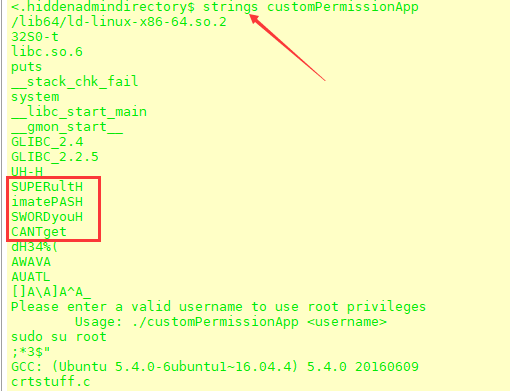 <.hiddenadmindirectory$ strings customPermissionApp
/lib64/ld-linux-x86-64.so.2
32S0-t
libc.so.6
puts
__stack_chk_fail
system
__libc_start_main
__gmon_start__
GLIBC_2.4
GLIBC_2.2.5
UH-H
SUPERultH
imatePASH
SWORDyouH
CANTget
dH34%(
AWAVA
AUATL
[]A\A]A^A_
Please enter a valid username to use root privileges
Usage: ./customPermissionApp <username>
sudo su root
;*3$"
GCC: (Ubuntu 5.4.0-6ubuntu1~16.04.4) 5.4.0 20160609
crtstuff.c